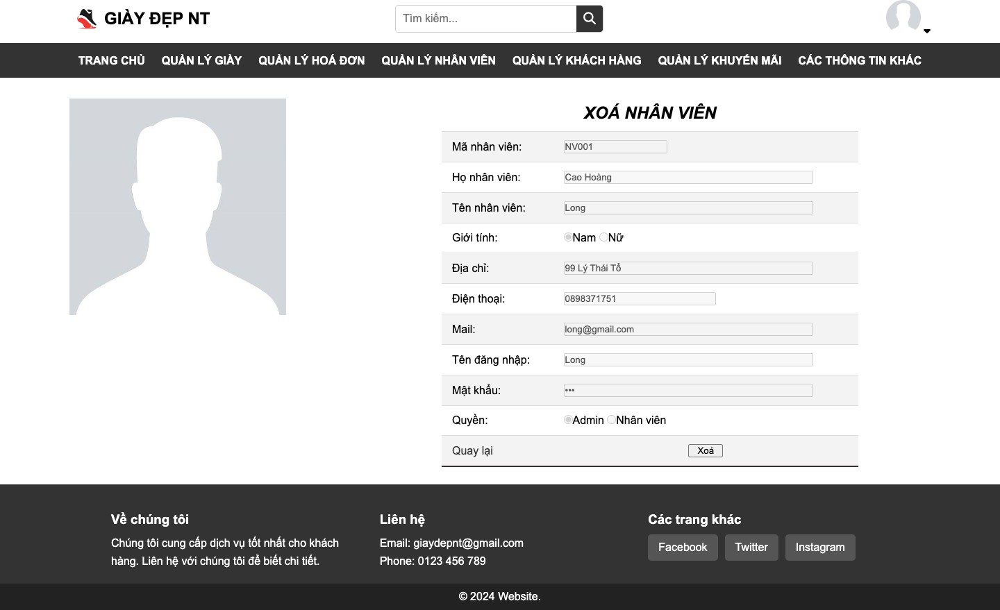 GIÀY ĐẸP NT
Tìm kiếm...
TRANG CHỦ QUẢN LÝ GIÀY QUẢN LÝ HOÁ ĐƠN QUẢN LÝ NHÂN VIÊN QUẢN LÝ KHÁCH HÀNG QUẢN LÝ KHUYẾN MÃI CÁC THÔNG TIN KHÁC
XOÁ NHÂN VIÊN
Mã nhân viên: NV001
Họ nhân viên: Cao Hoàng
Tên nhân viên: Long
Giới tính: Nam Nữ
Địa chỉ: 99 Lý Thái Tổ
Điện thoại: 0898371751
Mail: long@gmail.com
Tên đăng nhập: Long
Mật khẩu: •••
Quyền: Admin Nhân viên
Quay lại Xoá
Về chúng tôi
Chúng tôi cung cấp dịch vụ tốt nhất cho khách
hàng. Liên hệ với chúng tôi để biết chi tiết.
Liên hệ
Email: giaydepnt@gmail.com
Phone: 0123 456 789
Các trang khác
Facebook Twitter Instagram
© 2024 Website.